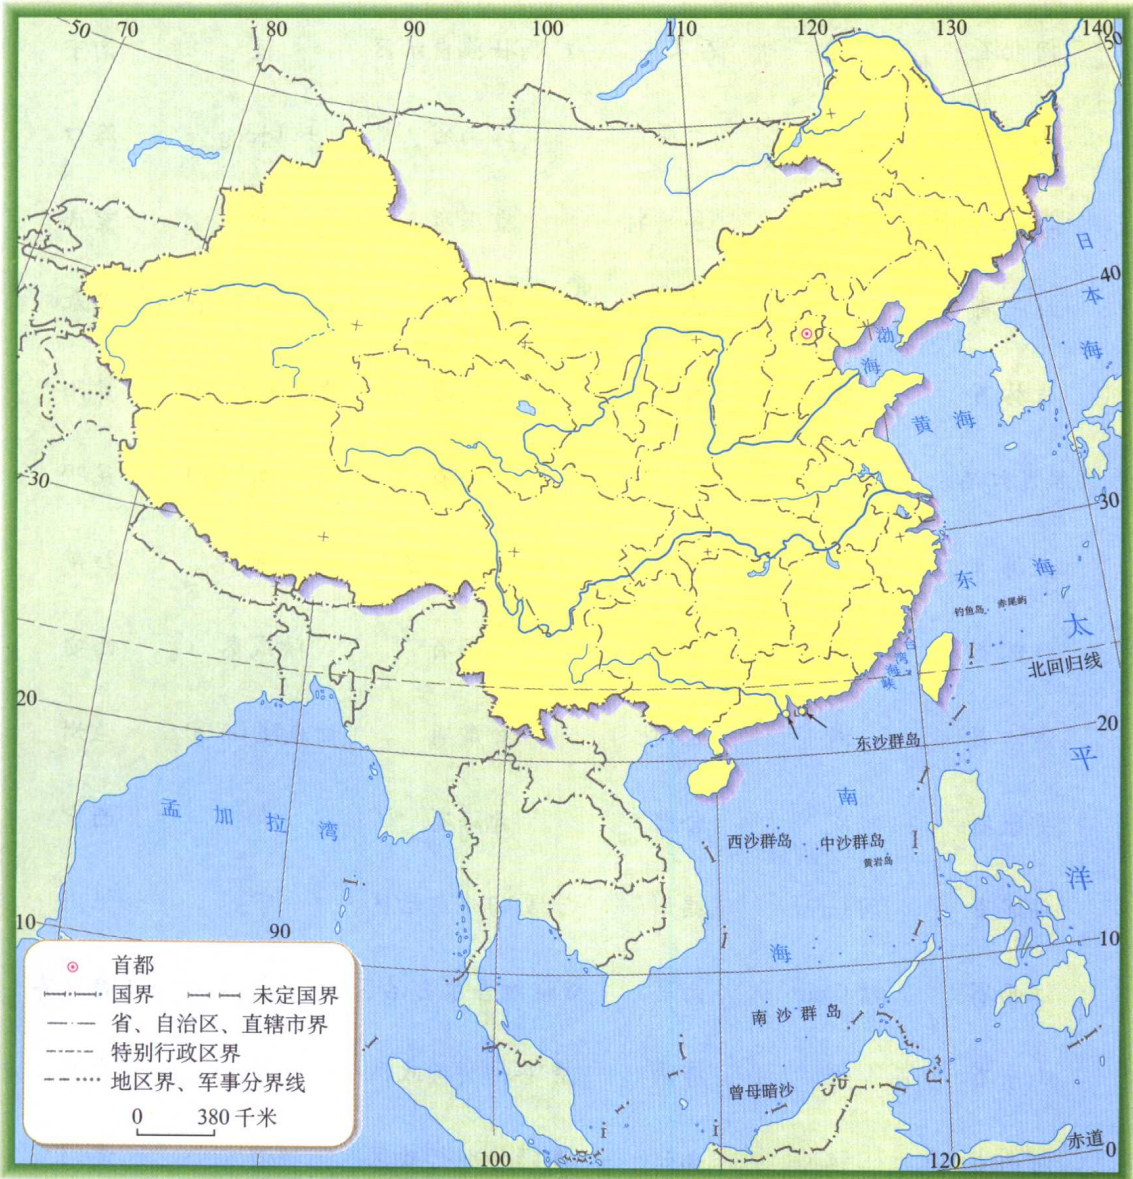 50
70
80
90
100
110
120
130
140
50
日本海
40
渤海
黄海
30
30
东海
钓鱼岛
赤尾屿
太平洋
台湾海峡
北回归线
20
20
东沙群岛
孟加拉湾
南海
西沙群岛
中沙群岛
黄岩岛
10
90
10
南沙群岛
曾母暗沙
首都
国界
未定国界
省、自治区、直辖市界
特别行政区界
地区界、军事分界线
0 380千米
100
120
赤道
0